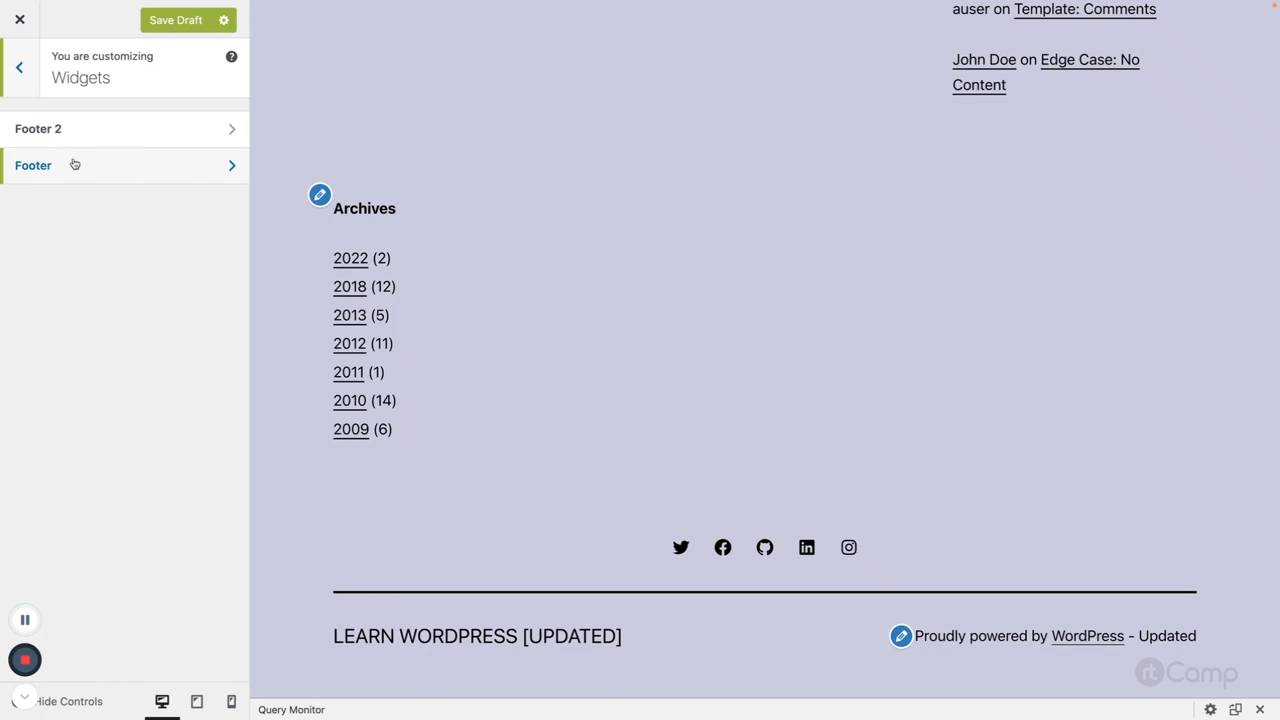 Save Draft
You are customizing
Widgets
Footer 2
Footer
Hide Controls
auser on Template: Comments
John Doe on Edge Case: No
Content
Archives
2022 (2)
2018 (12)
2013 (5)
2012 (11)
2011 (1)
2010 (14)
2009 (6)
LEARN WORDPRESS [UPDATED]
Proudly powered by WordPress - Updated
rtCamp
Query Monitor